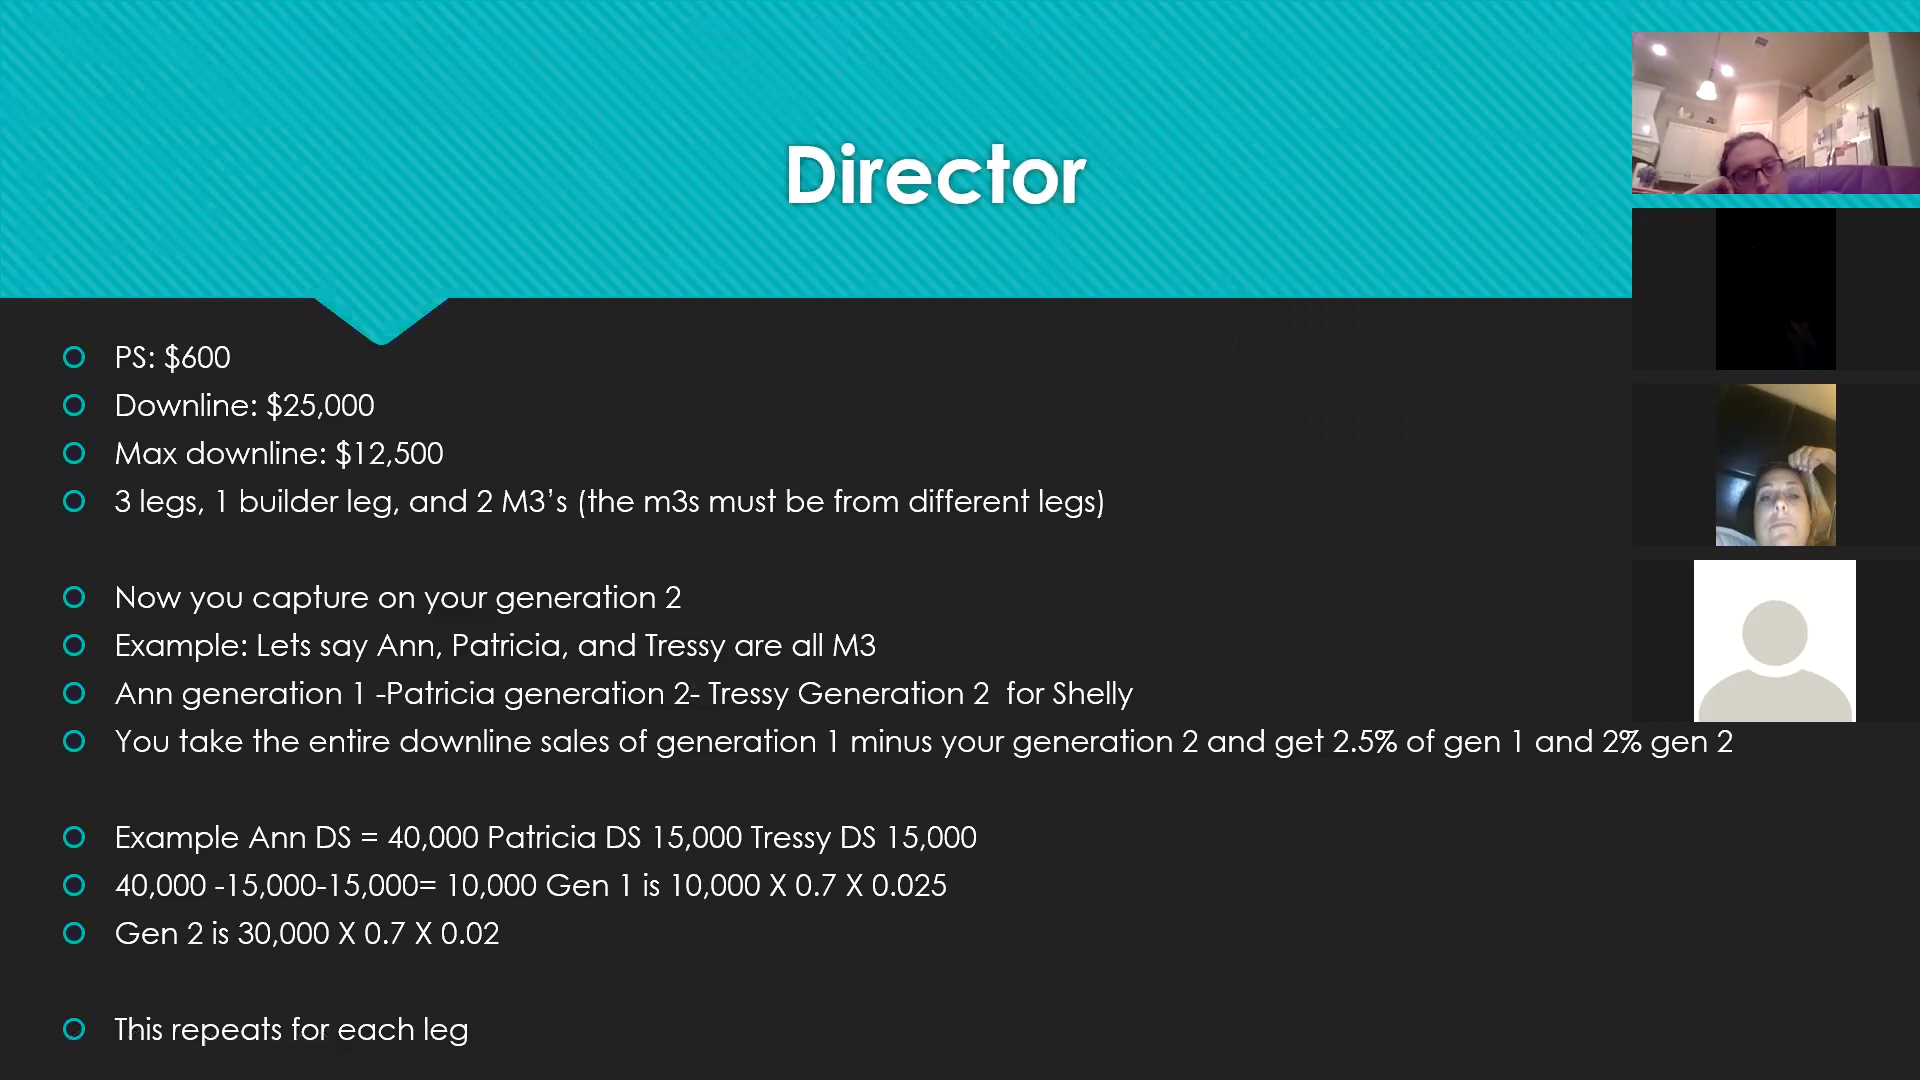 Director
PS: $600
Downline: $25,000
Max downline: $12,500
3 legs, 1 builder leg, and 2 M3’s (the m3s must be from different legs)
Now you capture on your generation 2
Example: Lets say Ann, Patricia, and Tressy are all M3
Ann generation 1 -Patricia generation 2- Tressy Generation 2  for Shelly
You take the entire downline sales of generation 1 minus your generation 2 and get 2.5% of gen 1 and 2% gen 2
Example Ann DS = 40,000 Patricia DS 15,000 Tressy DS 15,000
40,000 -15,000-15,000= 10,000 Gen 1 is 10,000 X 0.7 X 0.025
Gen 2 is 30,000 X 0.7 X 0.02
This repeats for each leg